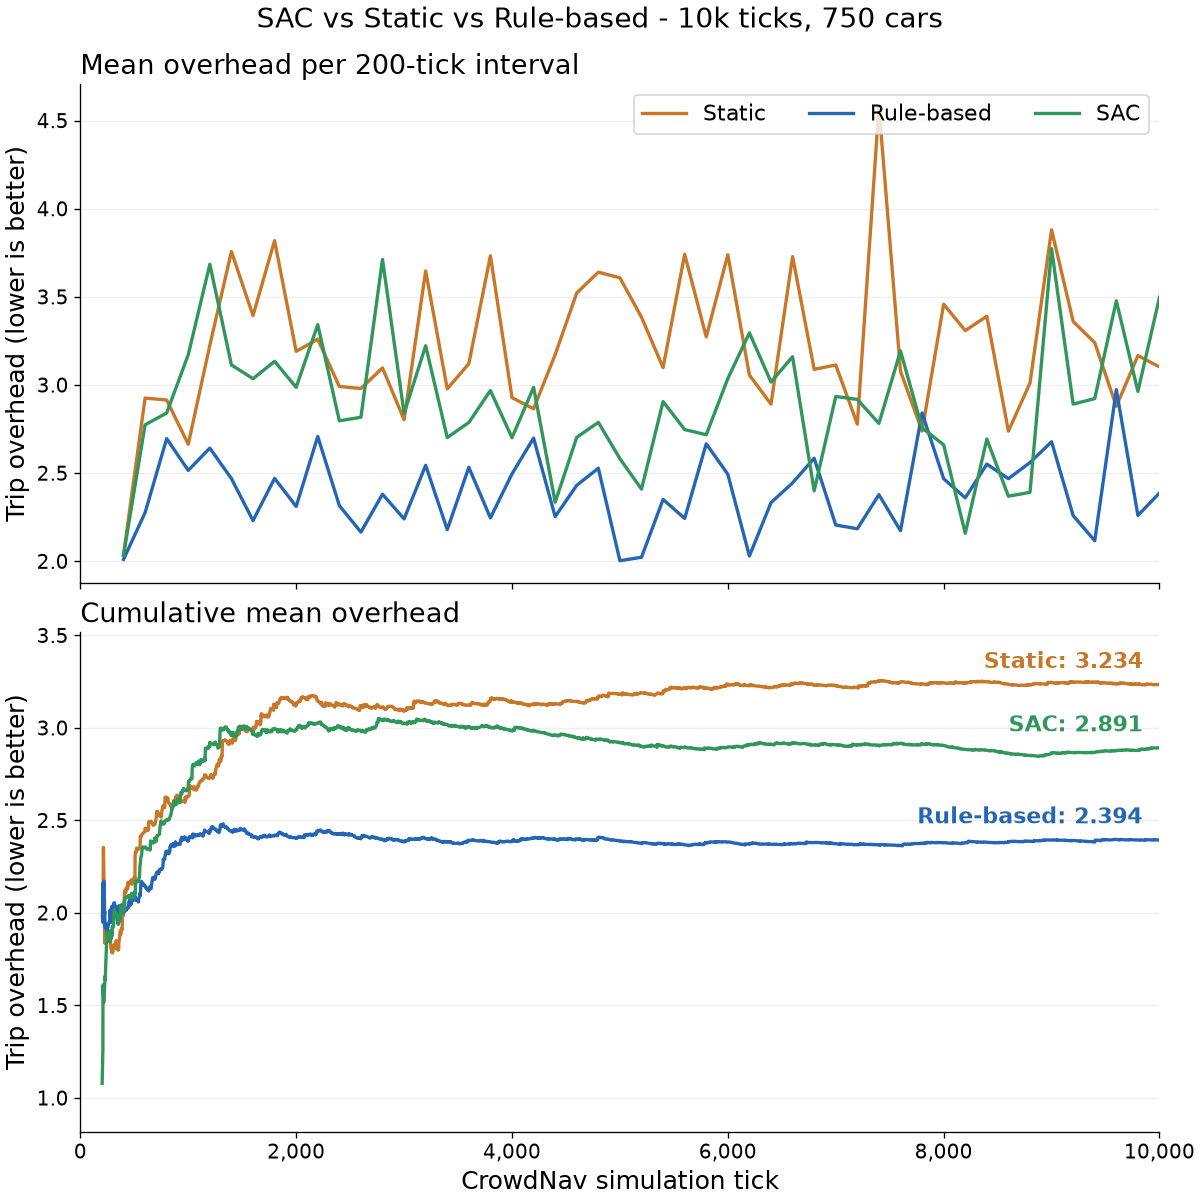 SAC vs Static vs Rule-based - 10k ticks, 750 cars
Mean overhead per 200-tick interval
Trip overhead (lower is better)
4.5
4.0
3.5
3.0
2.5
2.0
Static
Rule-based
SAC
Cumulative mean overhead
Trip overhead (lower is better)
3.5
3.0
2.5
2.0
1.5
1.0
Static: 3.234
SAC: 2.891
Rule-based: 2.394
0
2,000
4,000
6,000
8,000
10,000
CrowdNav simulation tick